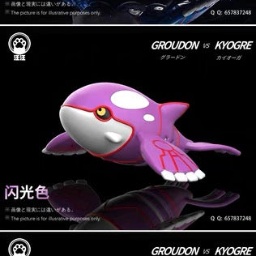 ※画像と現実には違いがある。
※The picture is for illustrative purposes only.
Q Q: 657837248
汪汪
GROUDON VS KYOGRE
グラードン カイオーガ
闪光色
※画像と現実には違いがある。
※The picture is for illustrative purposes only.
Q Q: 657837248
GROUDON VS KYOGRE